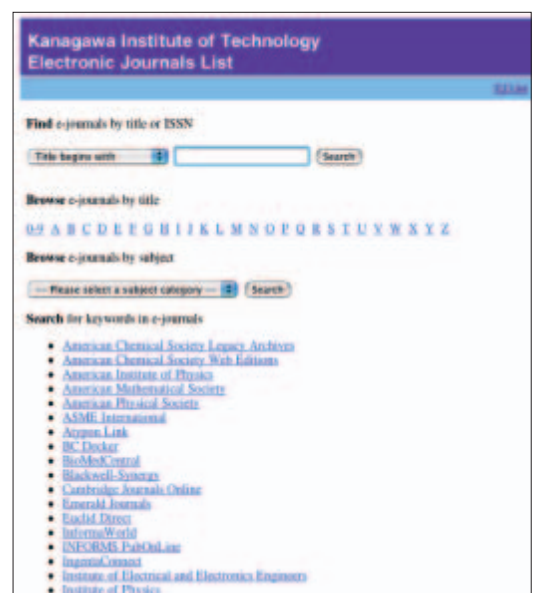 Kanagawa Institute of Technology
Electronic Journals List
Find e-journals by title or ISSN
Title begins with Search
Browse e-journals by title
0-9 A B C D E F G H I J K L M N O P Q R S T U V W X Y Z
Browse e-journals by subject
--- Please select a subject category --- Search
Search for keywords in e-journals
• American Chemical Society Legacy Archives
• American Chemical Society Web Editions
• American Institute of Physics
• American Mathematical Society
• American Physical Society
• ASME International
• Atypon Link
• BC Decker
• BioMedCentral
• Blackwell-Synergy
• Cambridge Journals Online
• Emerald Journals
• Euclid Direct
• InformaWorld
• INFORMS PubOnLine
• IngentaConnect
• Institute of Electrical and Electronics Engineers
• Institute of Physics